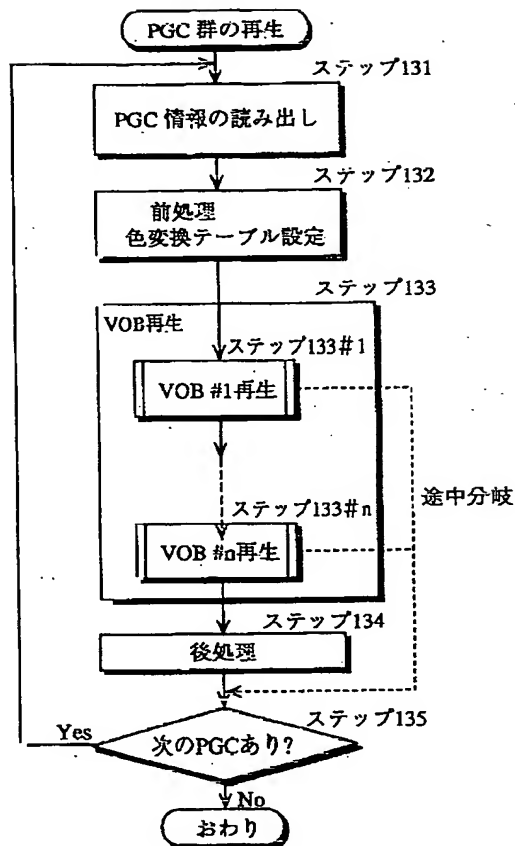 PGC 群の再生
ステップ131
PGC 情報の読み出し
ステップ132
前処理
色変換テーブル設定
ステップ133
VOB再生
ステップ133#1
VOB #1再生
途中分岐
ステップ133#n
VOB #n再生
ステップ134
後処理
ステップ135
Yes
次のPGCあり?
No
おわり